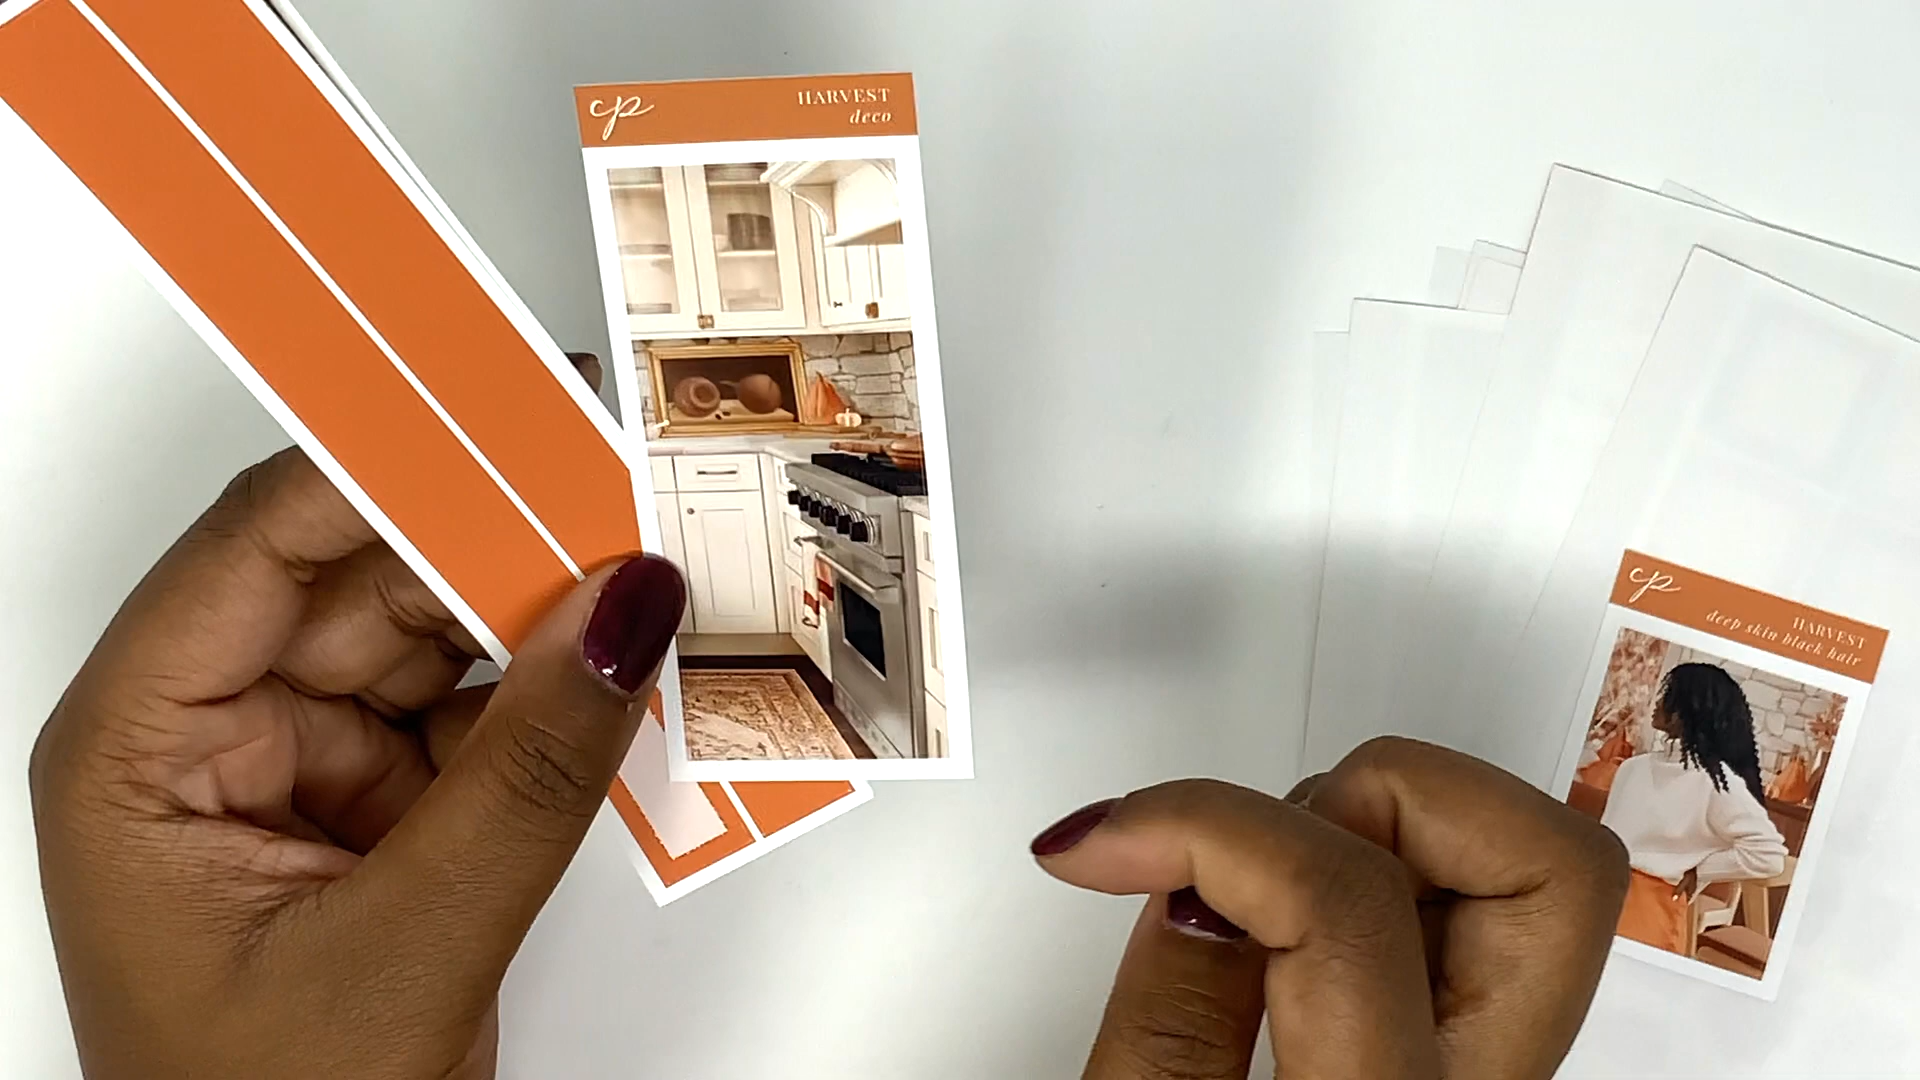 cp
HARVEST
deco
cp
HARVEST
deep skin black hair